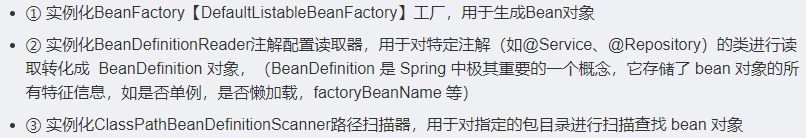 • ① 实例化BeanFactory【DefaultListableBeanFactory】工厂，用于生成Bean对象
• ② 实例化BeanDefinitionReader注解配置读取器，用于对特定注解（如@Service、@Repository）的类进行读
取转化成  BeanDefinition 对象，（BeanDefinition 是 Spring 中极其重要的一个概念，它存储了 bean 对象的所
有特征信息，如是否单例，是否懒加载，factoryBeanName 等）
• ③ 实例化ClassPathBeanDefinitionScanner路径扫描器，用于对指定的包目录进行扫描查找 bean 对象